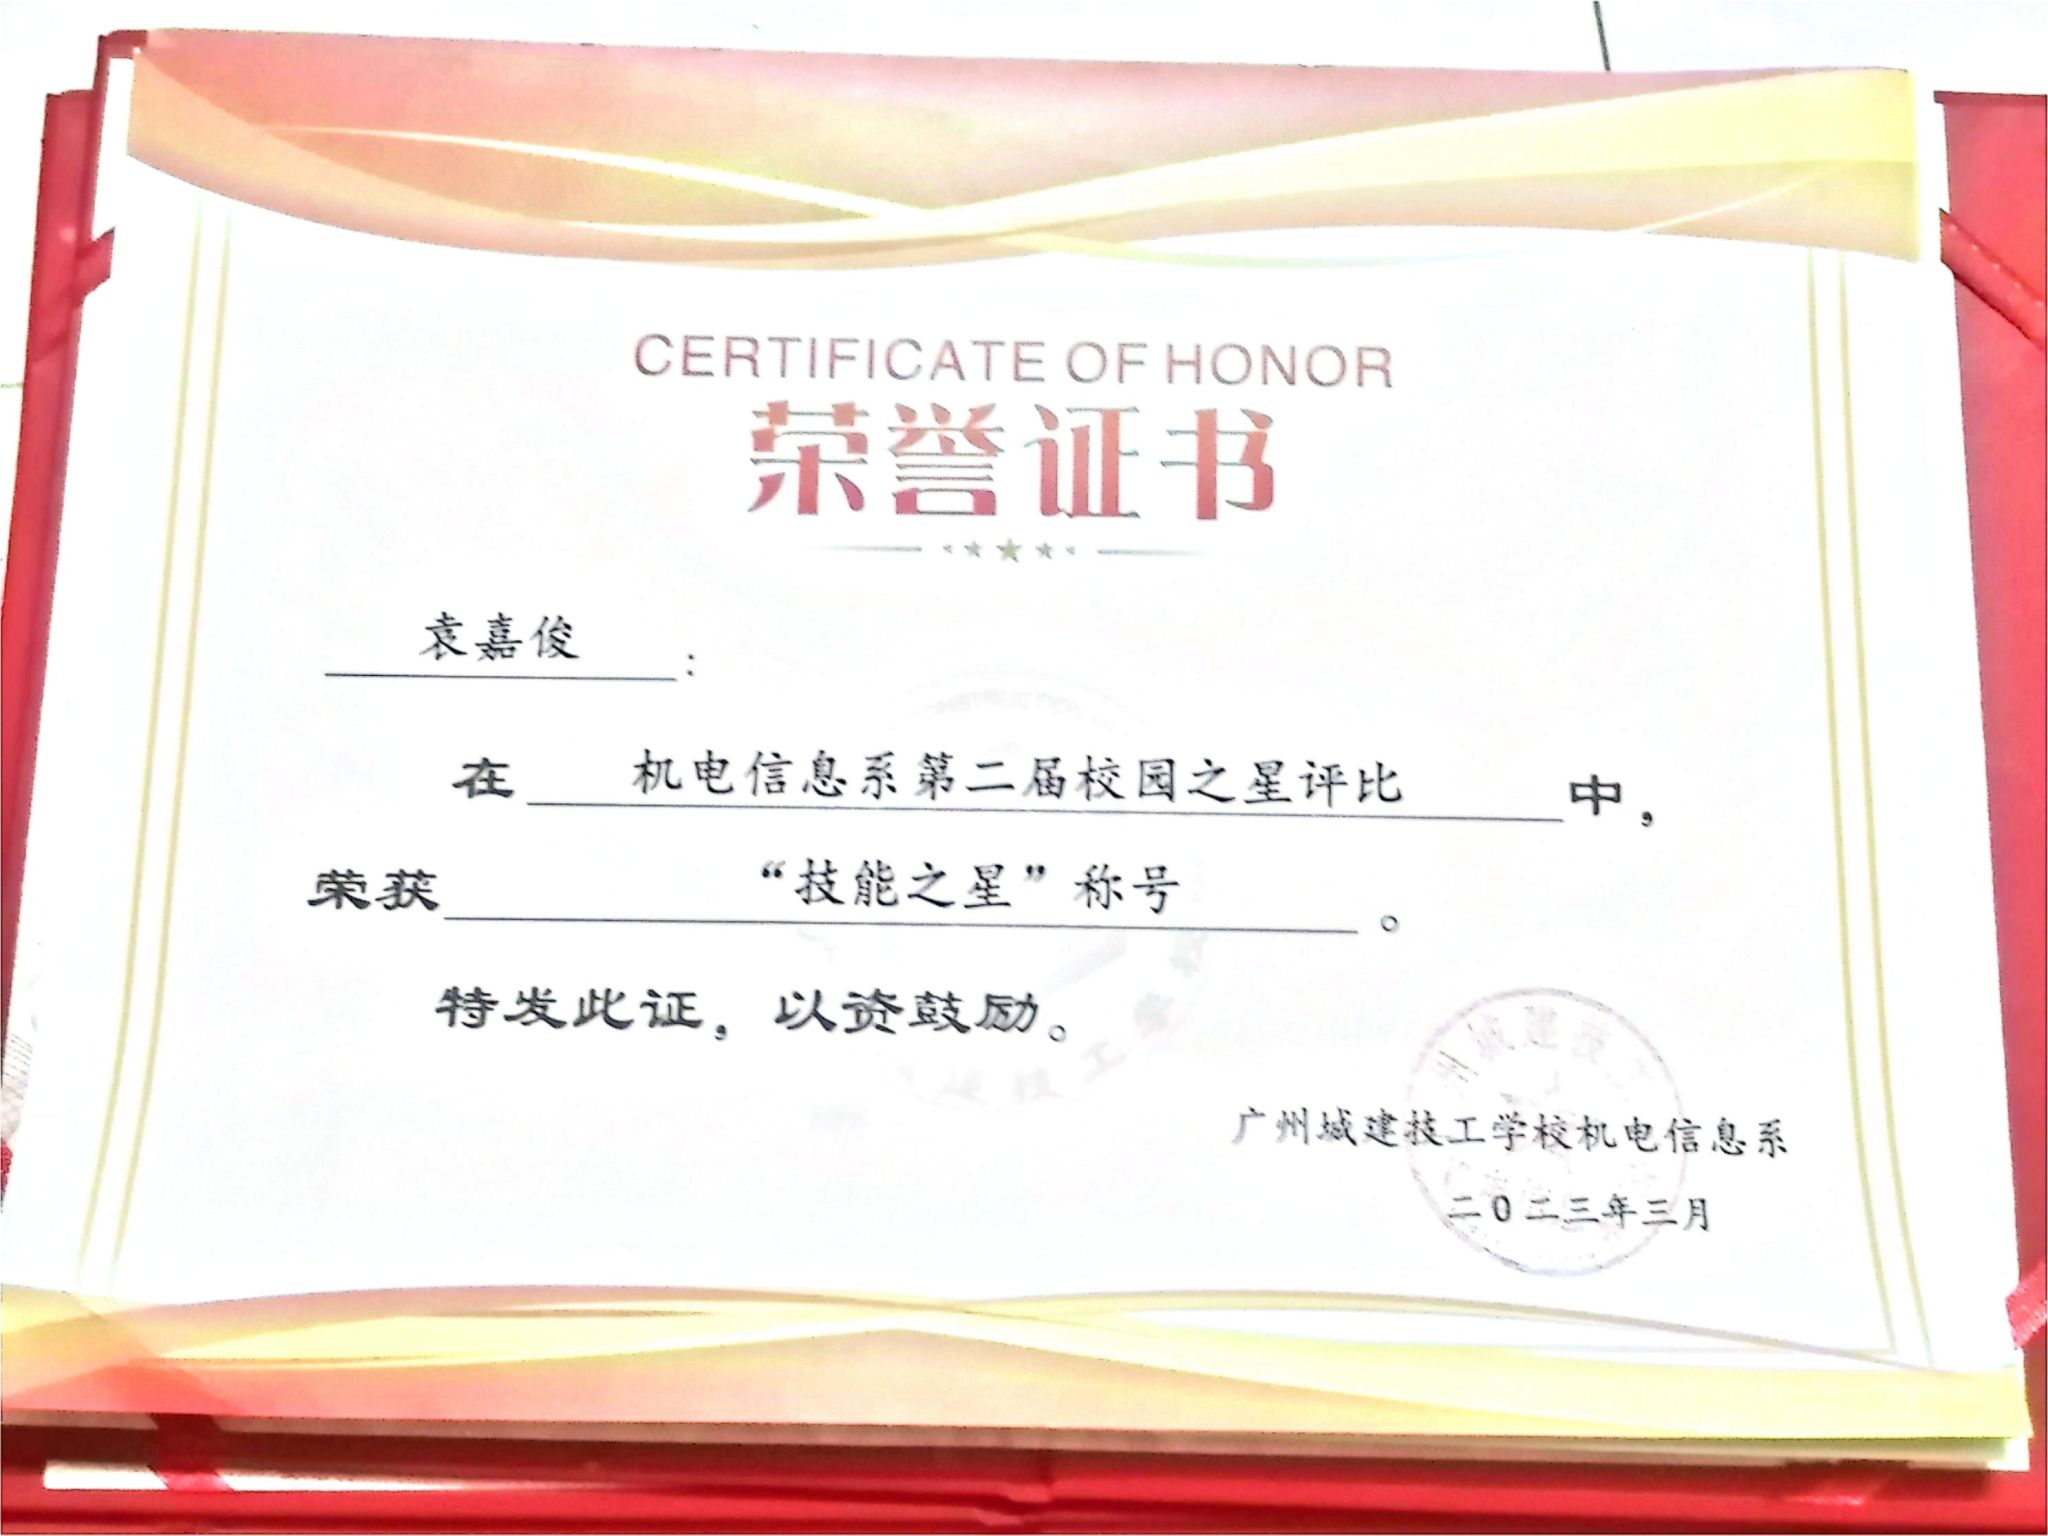 CERTIFICATE OF HONOR
荣誉证书
袁嘉俊：
在 机电信息系第二届校园之星评比 中，
荣获 “技能之星”称号 。
特发此证，以资鼓励。
广州城建技工学校机电信息系
二0二三年三月